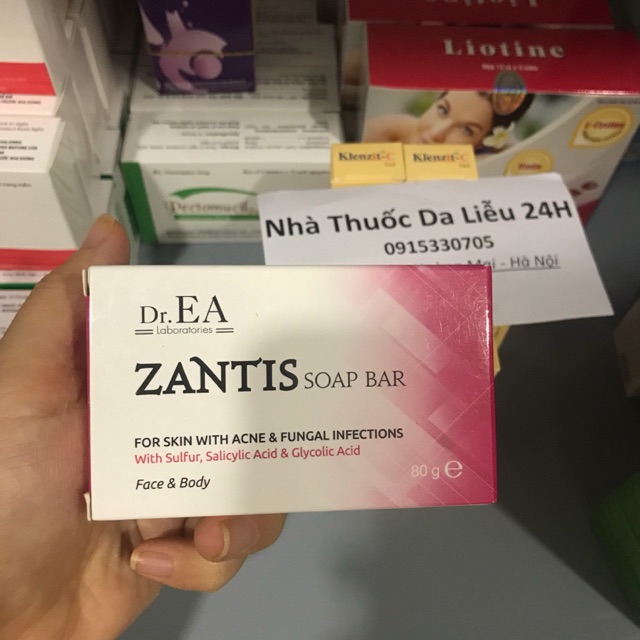 Liotine
Klenzit-C
Klenzit-C
Nhà Thuốc Da Liễu 24H
0915330705
Mai - Hà Nội
Dr. EA
Laboratories
ZANTIS SOAP BAR
FOR SKIN WITH ACNE & FUNGAL INFECTIONS
With Sulfur, Salicylic Acid & Glycolic Acid
Face & Body
80 g e